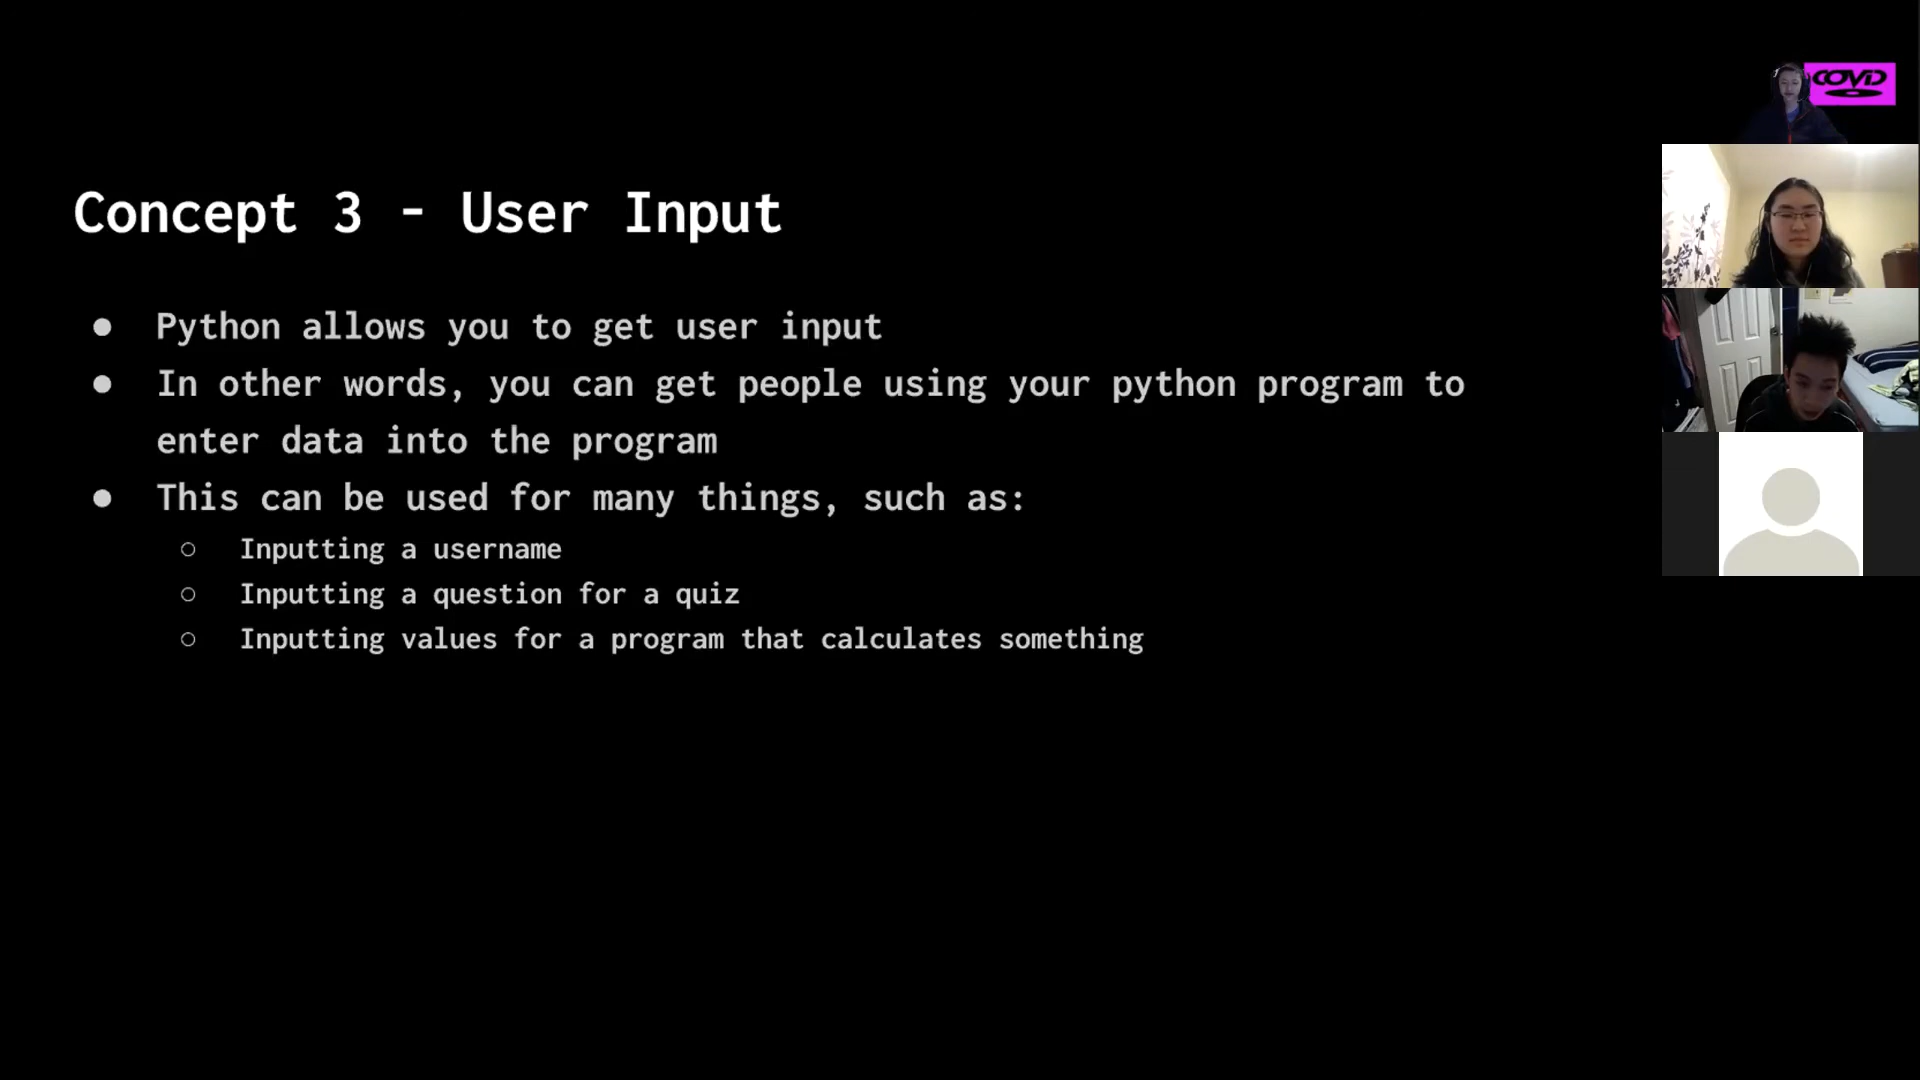 COVID
Concept 3 - User Input
● Python allows you to get user input
● In other words, you can get people using your python program to
enter data into the program
● This can be used for many things, such as:
○ Inputting a username
○ Inputting a question for a quiz
○ Inputting values for a program that calculates something